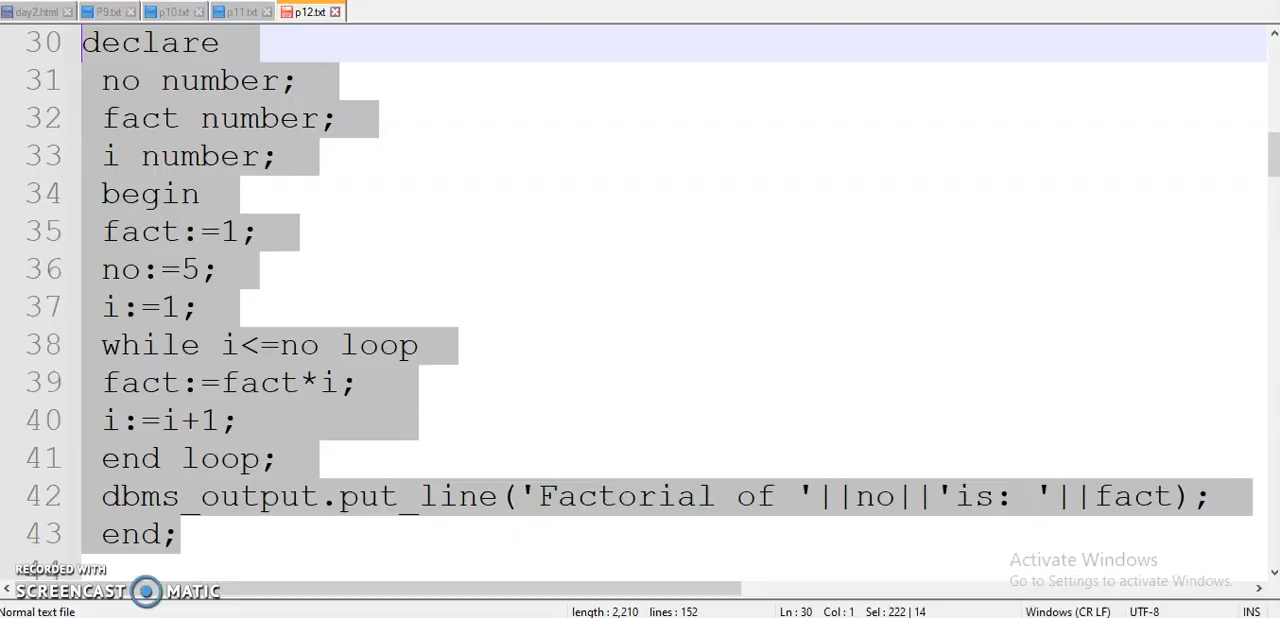 day2.html P9.txt p10.txt p11.txt p12.txt
30 declare
31 no number;
32 fact number;
33 i number;
34 begin
35 fact:=1;
36 no:=5;
37 i:=1;
38 while i<=no loop
39 fact:=fact*i;
40 i:=i+1;
41 end loop;
42 dbms_output.put_line('Factorial of '||no||'is: '||fact);
43 end;
Activate Windows
Go to Settings to activate Windows.
RECORDED WITH
SCREENCAST MATIC
Normal text file length : 2,210 lines : 152 Ln : 30 Col : 1 Sel : 222 | 14 Windows (CR LF) UTF-8 INS